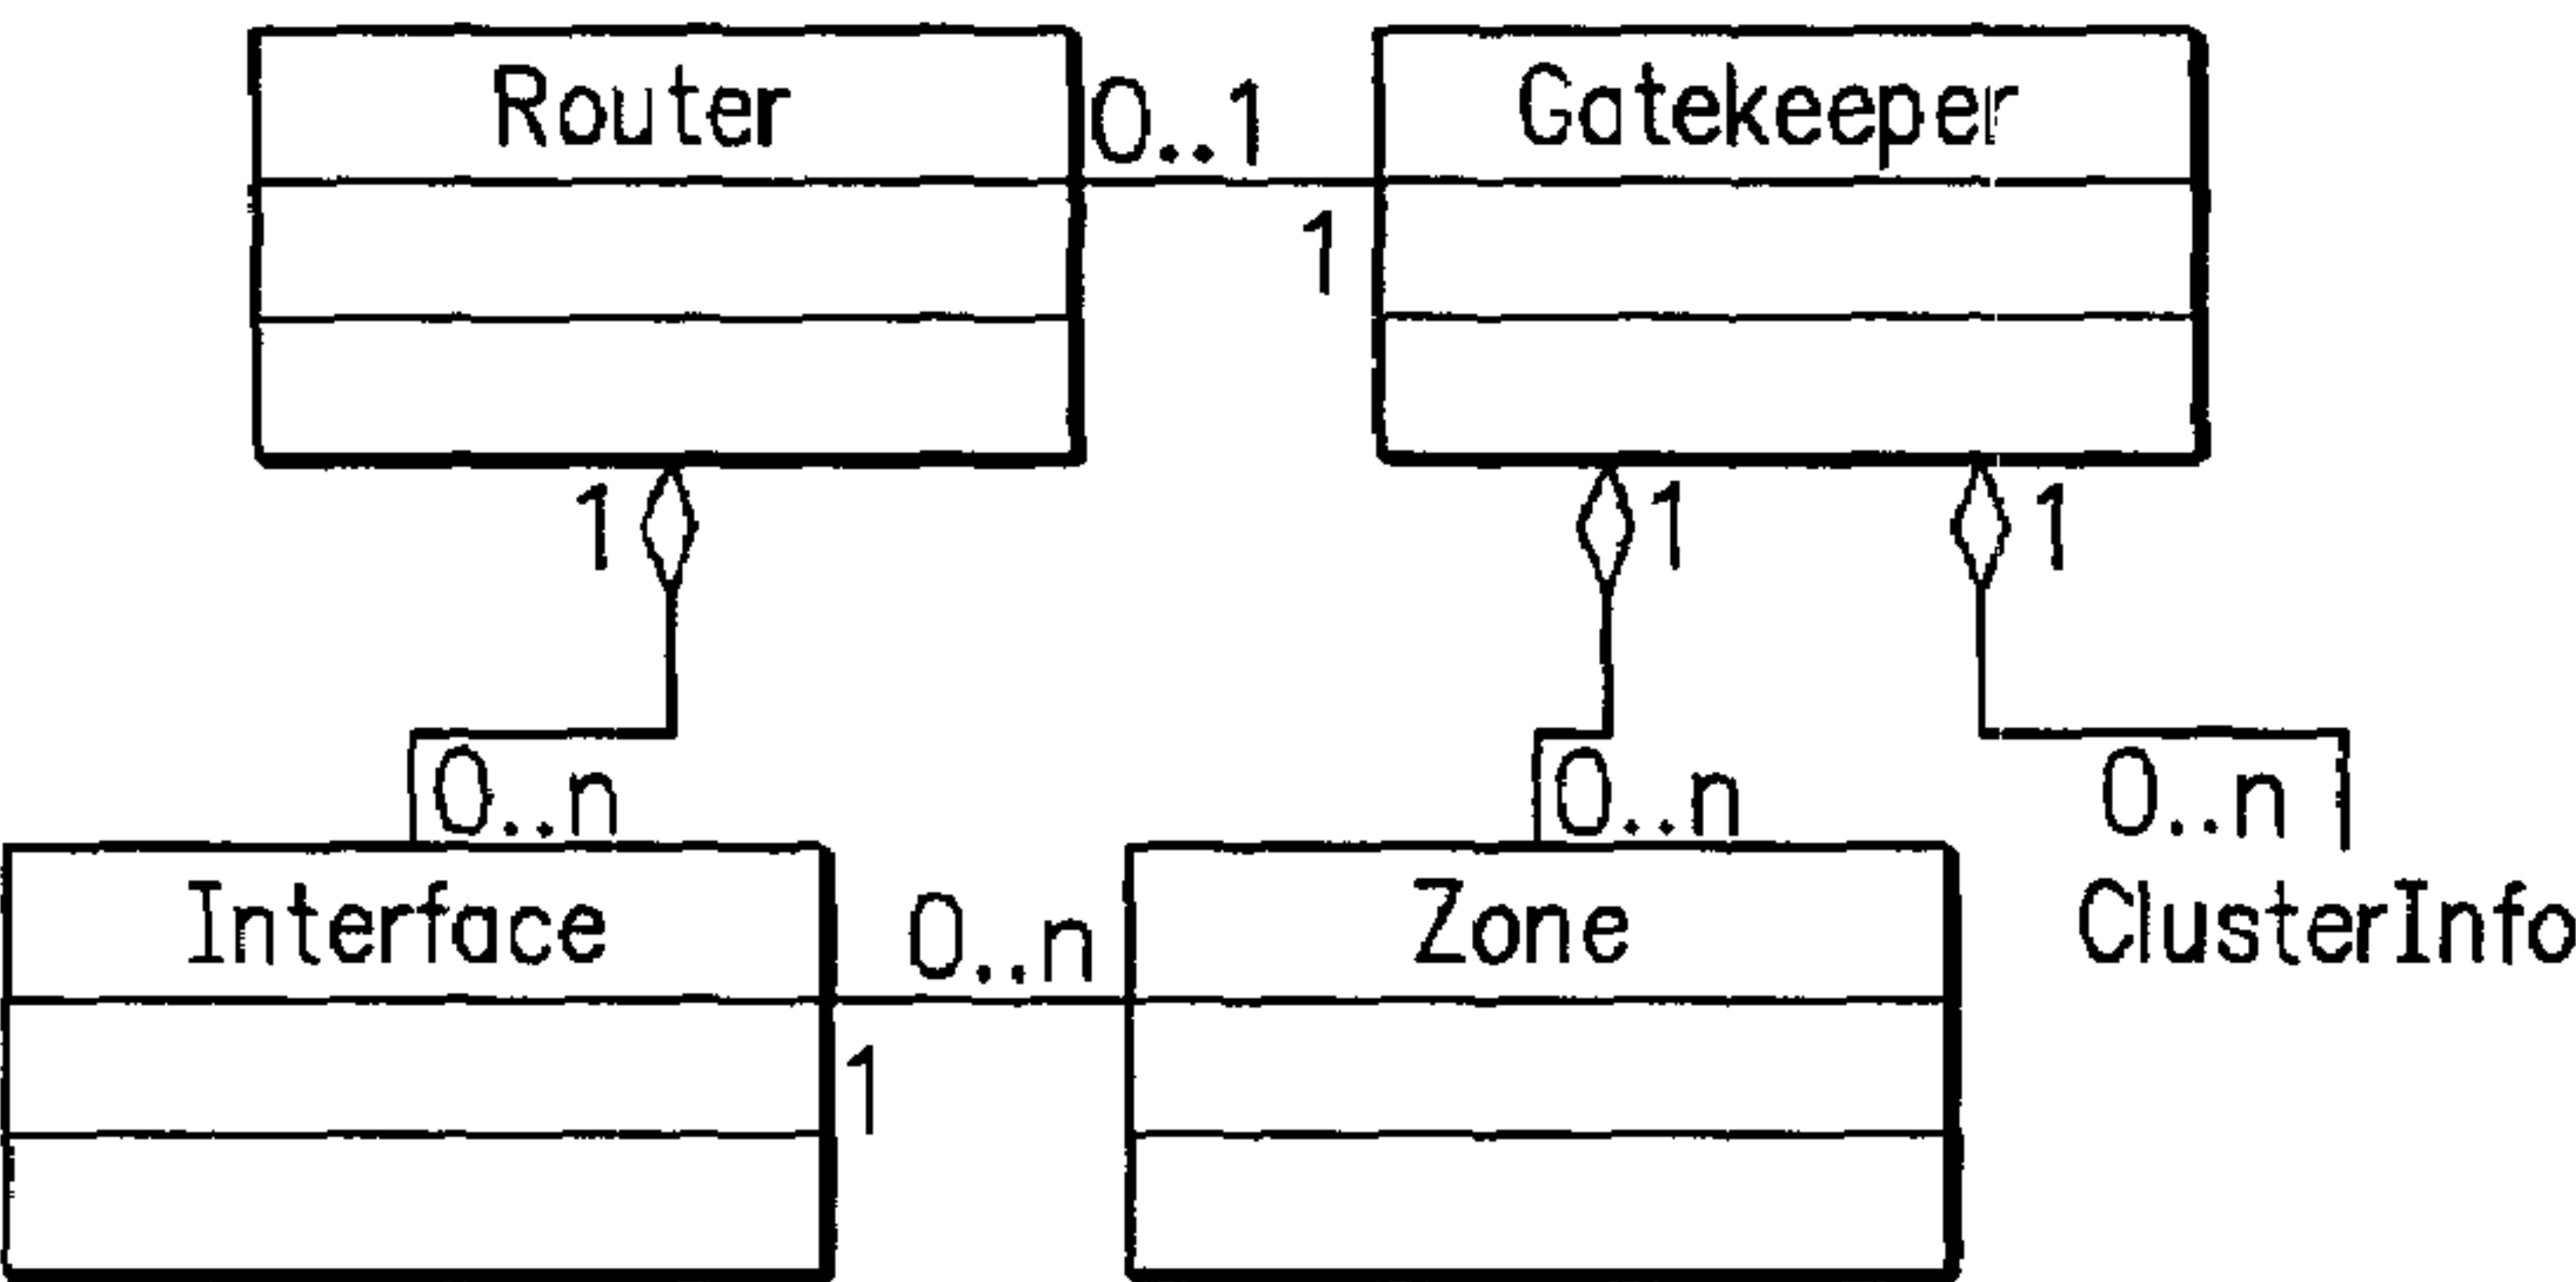 Router 0..1 Gatekeeper
1
1 1 1
0..n 0..n 0..n
Interface 0..n Zone ClusterInfo
1